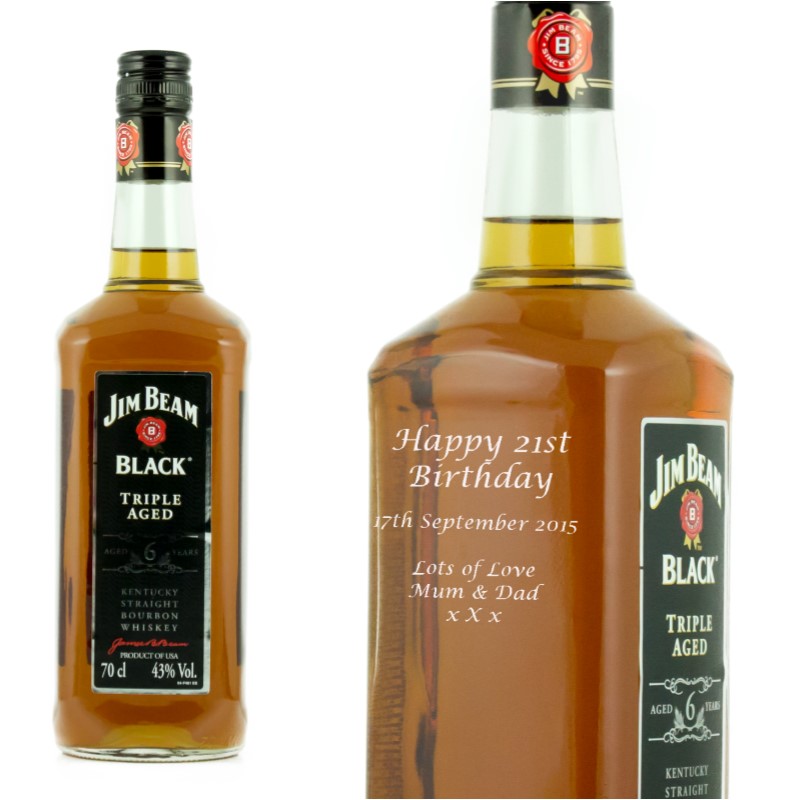 JIM BEAM
B
BLACK®
TRIPLE
AGED
AGED 6 YEARS
KENTUCKY
STRAIGHT
BOURBON
WHISKEY
PRODUCT OF USA
70 cl 43% Vol.
JIM BEAM
B
SINCE 1795
Happy 21st
Birthday
17th September 2015
Lots of Love
Mum & Dad
x X x
JIM BEAM
B
BLACK®
TRIPLE
AGED
AGED 6 YEARS
KENTUCKY
STRAIGHT